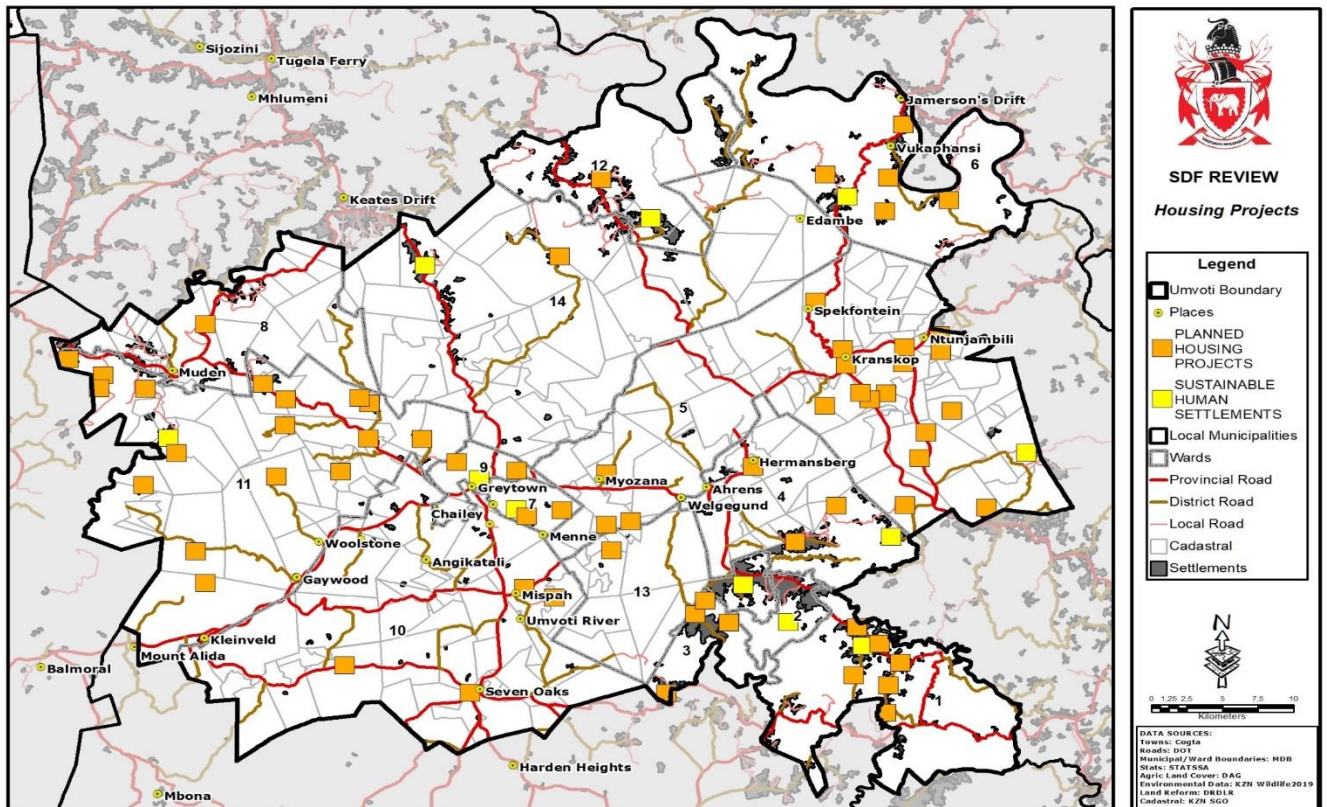 Sijozini
Tugela Ferry
Mhlumeni
Keates Drift
Jamerson's Drift
Vukaphansi
6
12
Edambe
14
8
Spekfontein
Ntunjambili
Kranskop
Muden
5
Hermansberg
9
Greytown
Myozana
Ahrens
4
Welgegund
11
7
Chailey
Menne
Woolstone
Angikatali
Gaywood
Mispah
13
Umvoti River
2
10
Kleinveld
Mount Alida
3
Balmoral
Seven Oaks
1
Harden Heights
Mbona
SDF REVIEW
Housing Projects
Legend
Umvoti Boundary
Places
PLANNED
HOUSING
PROJECTS
SUSTAINABLE
HUMAN
SETTLEMENTS
Local Municipalities
Wards
Provincial Road
District Road
Local Road
Cadastral
Settlements
N
0 1,25 2,5 5 7,5 10
Kilometers
DATA SOURCES:
Towns: Cogta
Roads: DOT
Municipal/Ward Boundaries: MDB
Stats: STATSSA
Agric Land Cover: DAG
Environmental Data: KZN Wildlife2019
Land Reform: DRDLR
Cadastral: KZN SGO